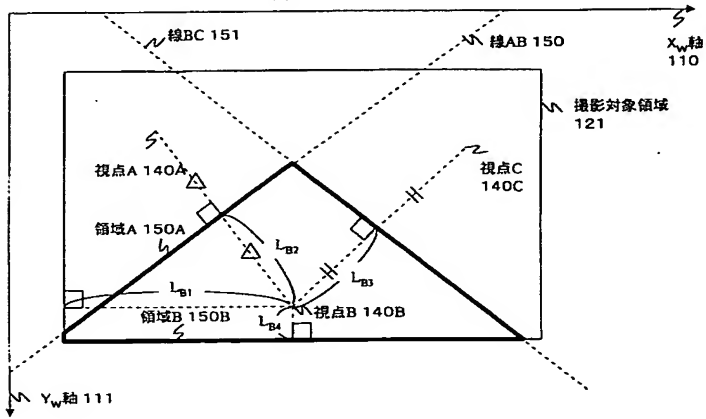 線BC 151
線AB 150
Xw軸
110
撮影対象領域
121
視点A 140A
視点C
140C
領域A 150A
LB2
LB3
LB1
視点B 140B
領域B 150B
LB4
Yw軸 111